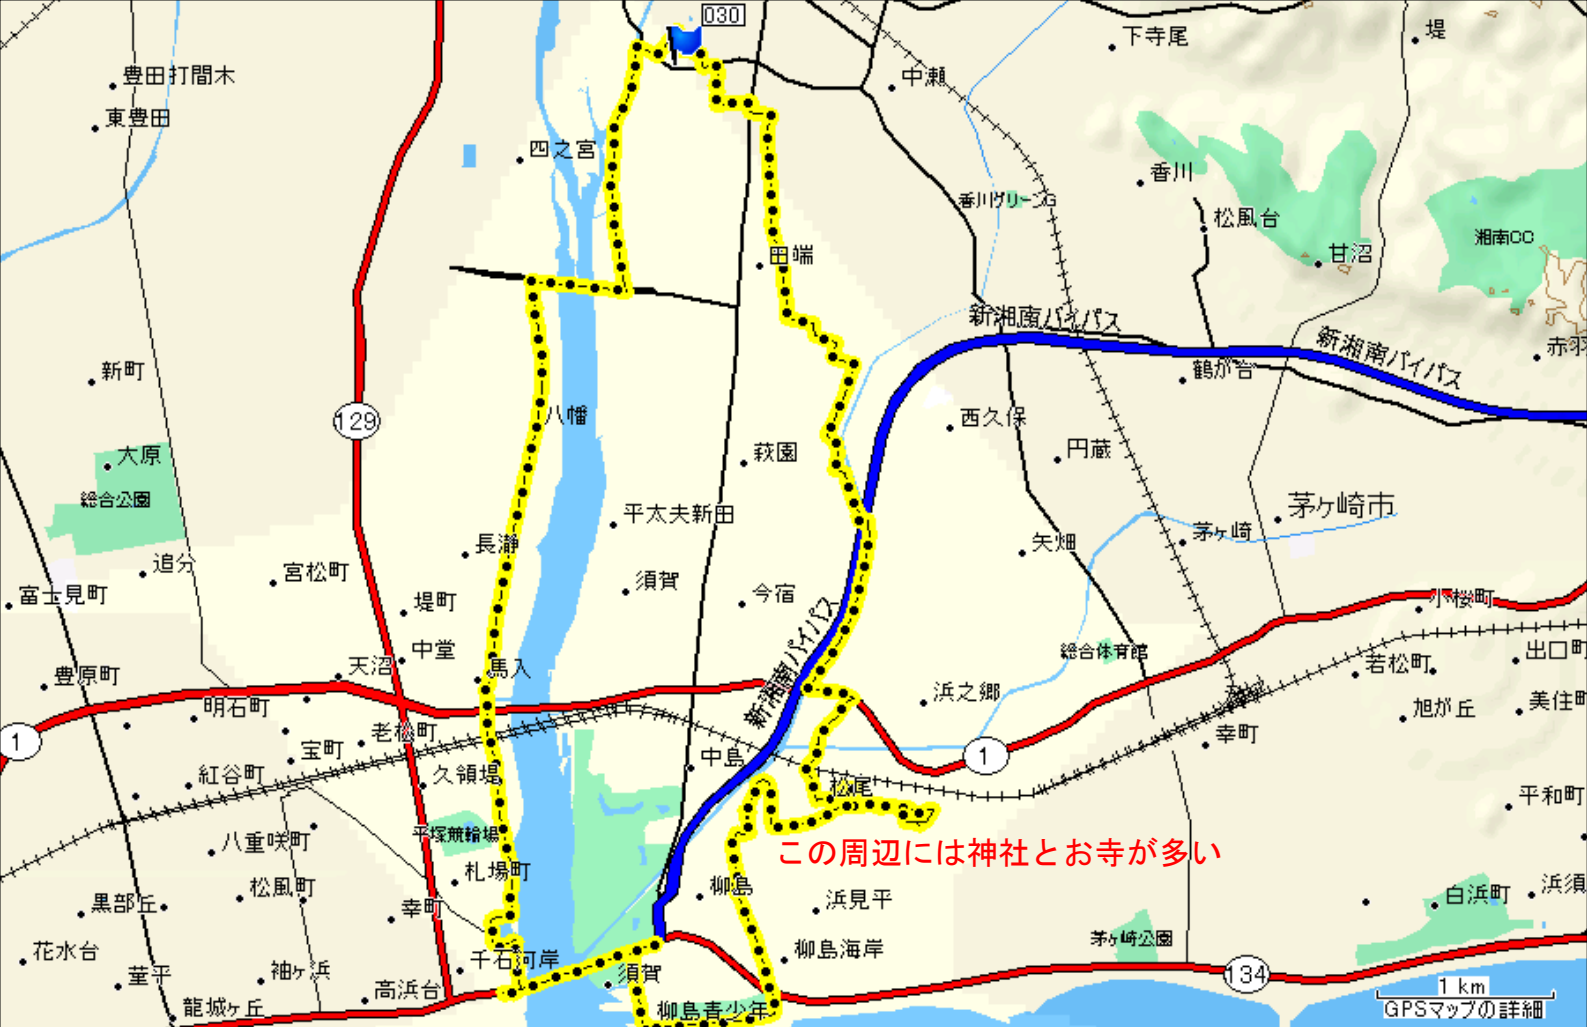 030
下寺尾
堤
豊田打間木
中瀬
東豊田
四之宮
香川
香川グリーンG
松風台
湘南CC
甘沼
田端
新湘南バイパス
新湘南バイパス
新町
鶴が台
129
八幡
西久保
円蔵
大原
萩園
総合公園
茅ヶ崎市
平太夫新田
茅ヶ崎
長瀞
矢畑
追分
宮松町
須賀
今宿
富士見町
堤町
小桜町
新湘南バイパス
中堂
総合体育館
出口町
天沼
馬入
若松町
豊原町
浜之郷
明石町
旭が丘
美住町
老松町
幸町
1
宝町
中島
1
紅谷町
久領堤
松尾
平和町
八重咲町
平塚競輪場
この周辺には神社とお寺が多い
札場町
松風町
柳島
浜見平
白浜町
黒部丘
幸町
茅ヶ崎公園
花水台
千石河岸
柳島海岸
袖ヶ浜
須賀
134
菫平
高浜台
1 km
龍城ヶ丘
柳島青少年
GPSマップの詳細